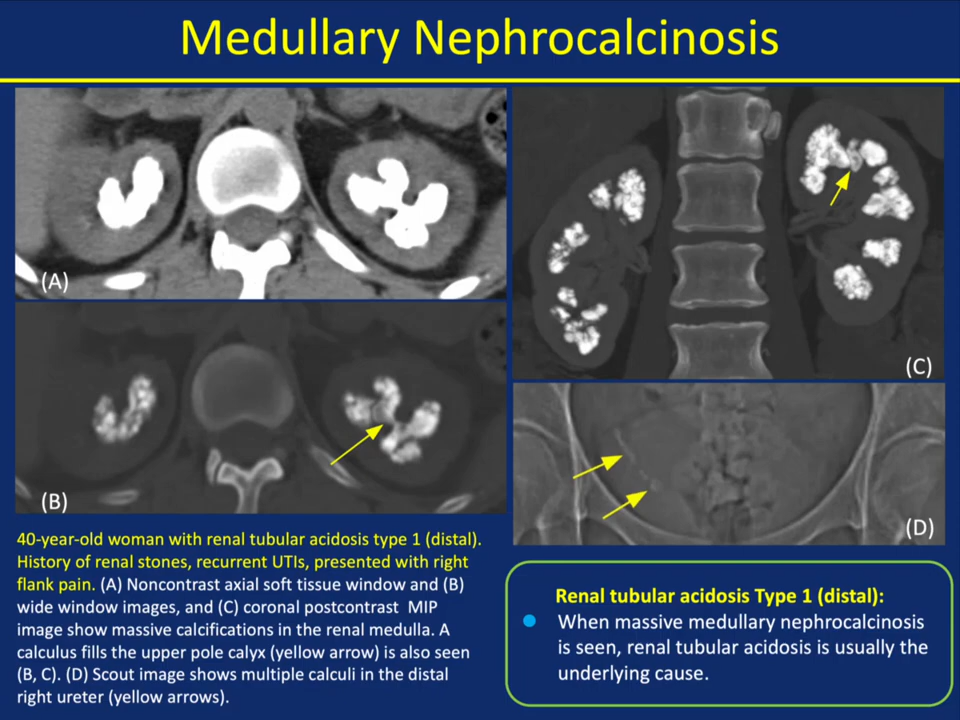 Medullary Nephrocalcinosis
(A)
(B)
(C)
(D)
40-year-old woman with renal tubular acidosis type 1 (distal).
History of renal stones, recurrent UTIs, presented with right
flank pain. (A) Noncontrast axial soft tissue window and (B)
wide window images, and (C) coronal postcontrast MIP
image show massive calcifications in the renal medulla. A
calculus fills the upper pole calyx (yellow arrow) is also seen
(B, C). (D) Scout image shows multiple calculi in the distal
right ureter (yellow arrows).
Renal tubular acidosis Type 1 (distal):
When massive medullary nephrocalcinosis
is seen, renal tubular acidosis is usually the
underlying cause.